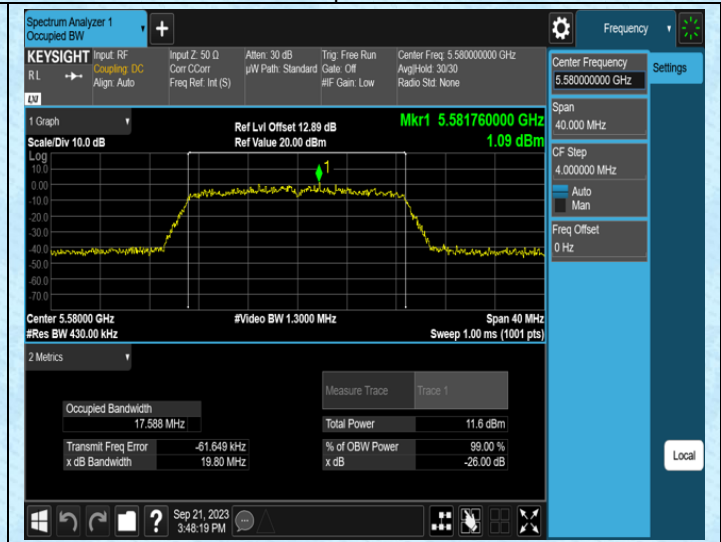 Spectrum Analyzer 1
Occupied BW
Frequency
KEYSIGHT
R L
LXI
Input: RF
Coupling: DC
Align: Auto
Input Z: 50 Ω
Corr CCorr
Freq Ref: Int (S)
Atten: 30 dB
µW Path: Standard
Trig: Free Run
Gate: Off
#IF Gain: Low
Center Freq: 5.580000000 GHz
Avg|Hold: 30/30
Radio Std: None
Center Frequency
5.580000000 GHz
Settings
Span
40.000 MHz
CF Step
4.000000 MHz
Auto
Man
Freq Offset
0 Hz
1 Graph
Scale/Div 10.0 dB
Ref Lvl Offset 12.89 dB
Ref Value 20.00 dBm
Mkr1 5.581760000 GHz
1.09 dBm
Log
10.0
0.00
-10.0
-20.0
-30.0
-40.0
-50.0
-60.0
-70.0
1
Center 5.58000 GHz
#Res BW 430.00 kHz
#Video BW 1.3000 MHz
Span 40 MHz
Sweep 1.00 ms (1001 pts)
2 Metrics
Measure Trace Trace 1
Occupied Bandwidth
17.588 MHz
Total Power 11.6 dBm
Transmit Freq Error -61.649 kHz
% of OBW Power 99.00 %
x dB Bandwidth 19.80 MHz
x dB -26.00 dB
Local
?
Sep 21, 2023
3:48:19 PM